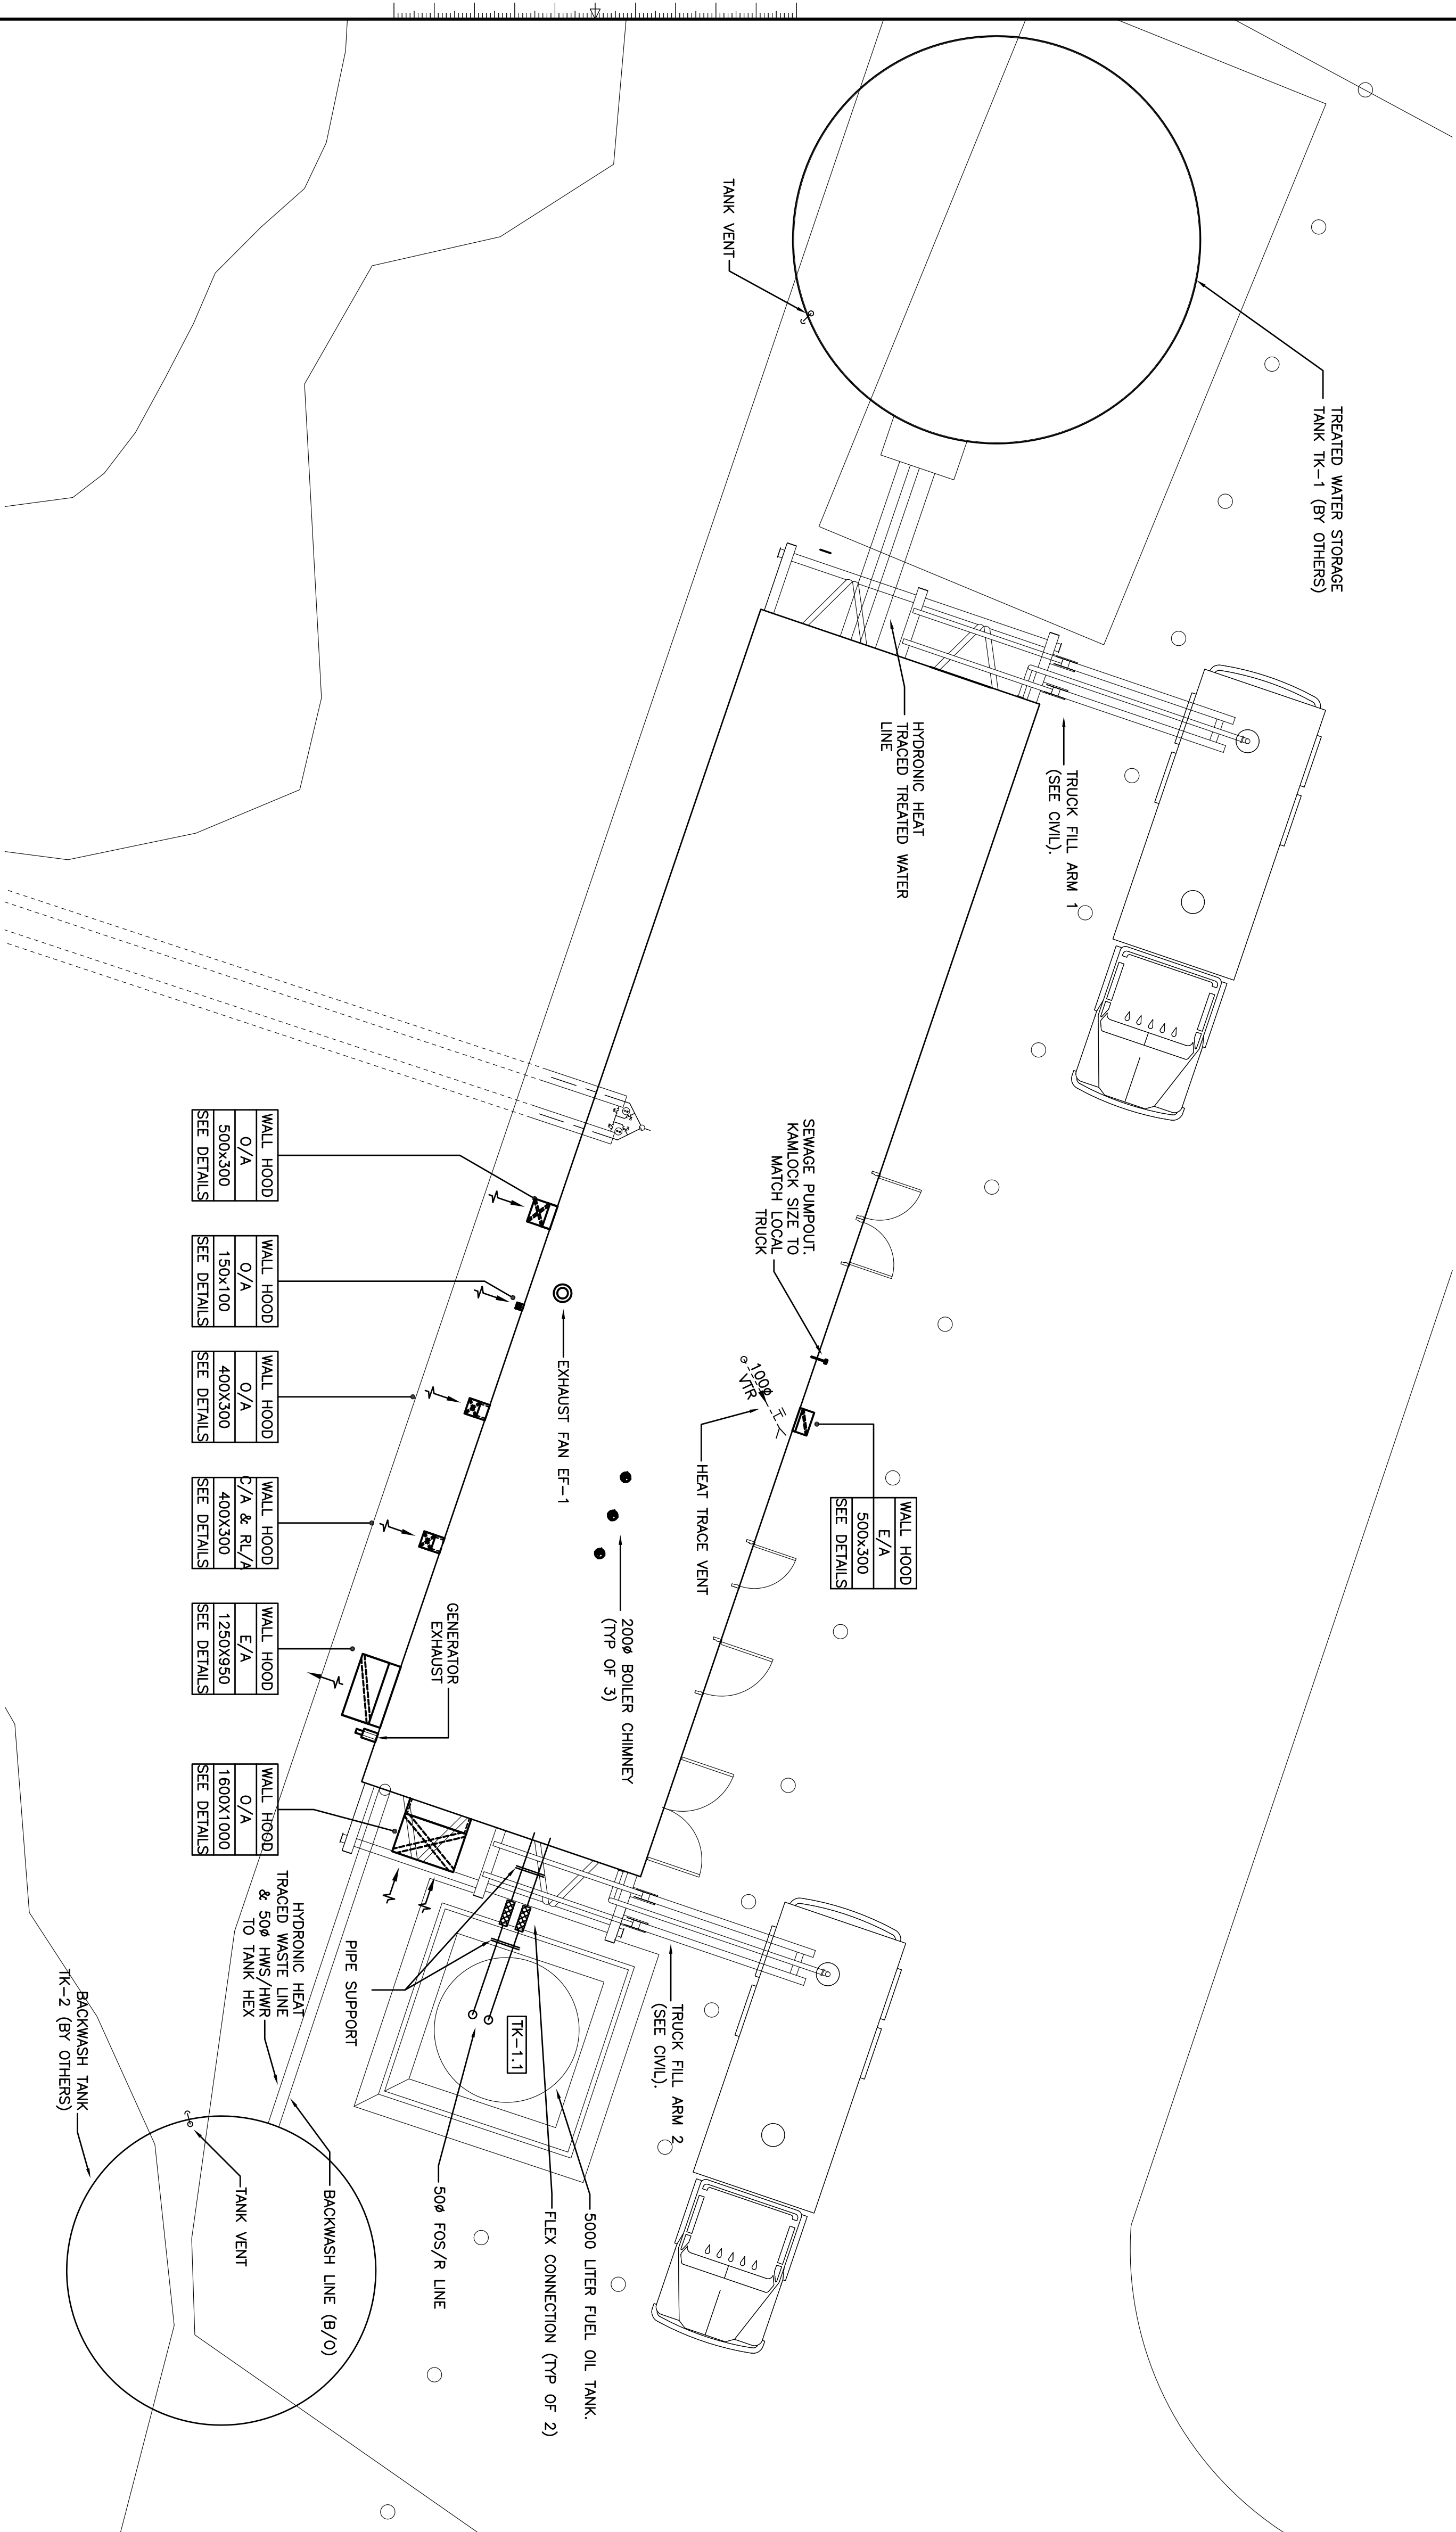 TREATED WATER STORAGE
TANK TK-1 (BY OTHERS)
TANK VENT
HYDRONIC HEAT
TRACED TREATED WATER
LINE
TRUCK FILL ARM 1
(SEE CIVIL).
SEWAGE PUMPOUT.
KAMLOCK SIZE TO
MATCH LOCAL
TRUCK
100ø
VTR
HEAT TRACE VENT
WALL HOOD
E/A
500x300
SEE DETAILS
EXHAUST FAN EF-1
200ø BOILER CHIMNEY
(TYP OF 3)
GENERATOR
EXHAUST
WALL HOOD
O/A
500x300
SEE DETAILS
WALL HOOD
O/A
150x100
SEE DETAILS
WALL HOOD
O/A
400X300
SEE DETAILS
WALL HOOD
C/A & RL/A
400X300
SEE DETAILS
WALL HOOD
E/A
1250X950
SEE DETAILS
WALL HOOD
O/A
1600X1000
SEE DETAILS
TRUCK FILL ARM 2
(SEE CIVIL).
5000 LITER FUEL OIL TANK.
FLEX CONNECTION (TYP OF 2)
TK-1.1
50ø FOS/R LINE
PIPE SUPPORT
HYDRONIC HEAT
TRACED WASTE LINE
& 50ø HWS/HWR
TO TANK HEX
BACKWASH LINE (B/O)
TANK VENT
BACKWASH TANK
TK-2 (BY OTHERS)